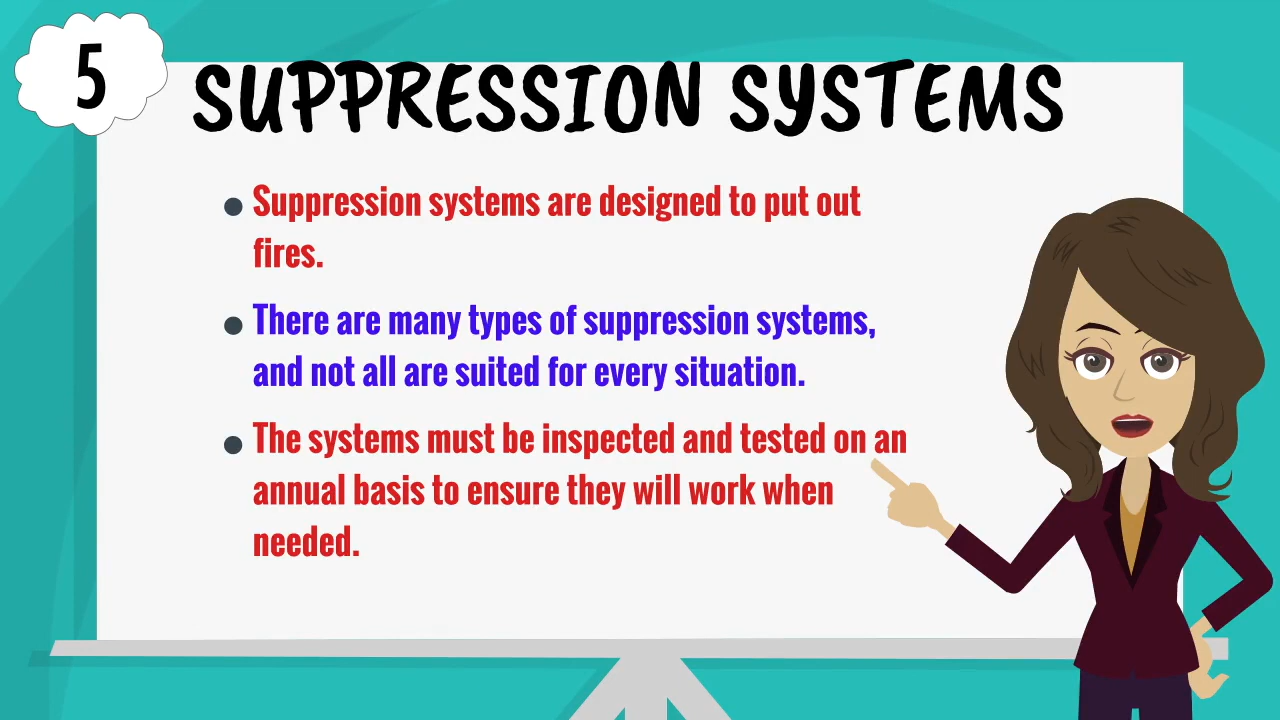 5
SUPPRESSION SYSTEMS
Suppression systems are designed to put out
fires.
There are many types of suppression systems,
and not all are suited for every situation.
The systems must be inspected and tested on an
annual basis to ensure they will work when
needed.